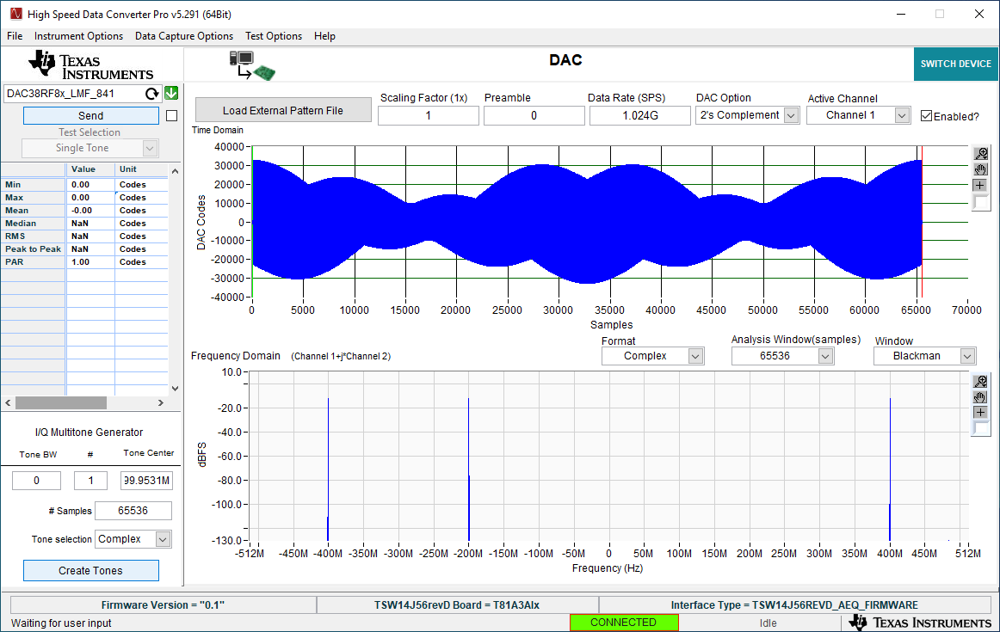 High Speed Data Converter Pro v5.291 (64Bit)
File Instrument Options Data Capture Options Test Options Help
TEXAS INSTRUMENTS
DAC
SWITCH DEVICE
DAC38RF8x_LMF_841
Send
Test Selection
Single Tone
Value Unit
Min 0.00 Codes
Max 0.00 Codes
Mean -0.00 Codes
Median NaN Codes
RMS NaN Codes
Peak to Peak NaN Codes
PAR 1.00 Codes
I/Q Multitone Generator
Tone BW # Tone Center
0 1 99.9531M
# Samples 65536
Tone selection Complex
Create Tones
Load External Pattern File
Scaling Factor (1x) Preamble Data Rate (SPS) DAC Option Active Channel
1 0 1.024G 2's Complement Channel 1 Enabled?
Time Domain
40000
30000
20000
10000
0
-10000
-20000
-30000
-40000
DAC Codes
0 5000 10000 15000 20000 25000 30000 35000 40000 45000 50000 55000 60000 65000 70000
Samples
Format Analysis Window(samples) Window
Complex 65536 Blackman
Frequency Domain (Channel 1+j*Channel 2)
10.0
-20.0
-40.0
-60.0
-80.0
-100.0
-130.0
dBFS
-512M -450M -400M -350M -300M -250M -200M -150M -100M -50M 0 50M 100M 150M 200M 250M 300M 350M 400M 450M 512M
Frequency (Hz)
Firmware Version = "0.1" TSW14J56revD Board = T81A3Alx Interface Type = TSW14J56REVD_AEQ_FIRMWARE
Waiting for user input CONNECTED Idle TEXAS INSTRUMENTS